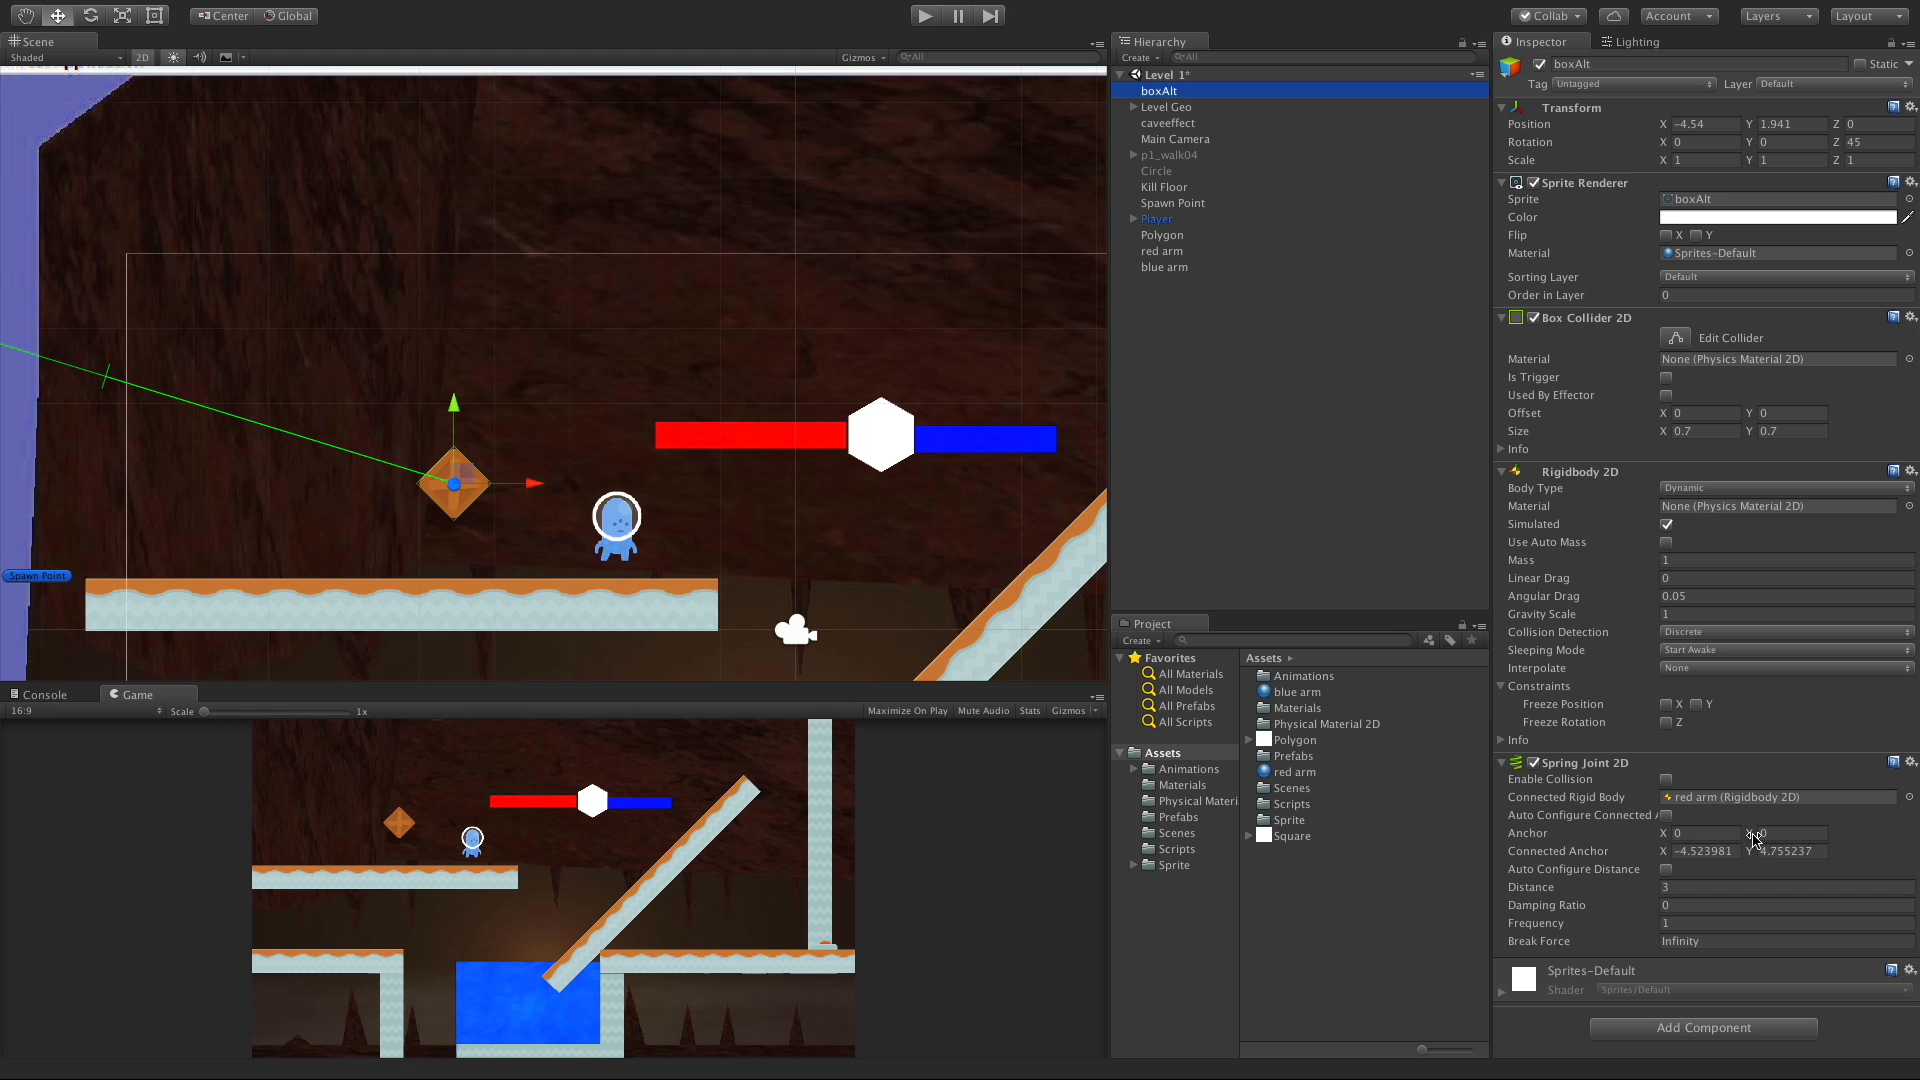 Center
Global
Collab
Account
Layers
Layout
Scene
Shaded
2D
Gizmos
All
Spawn Point
Hierarchy
Create
All
Level 1*
boxAlt
Level Geo
caveeffect
Main Camera
p1_walk04
Circle
Kill Floor
Spawn Point
Player
Polygon
red arm
blue arm
Console
Game
16:9
Scale
1x
Maximize On Play
Mute Audio
Stats
Gizmos
Project
Create
Favorites
All Materials
All Models
All Prefabs
All Scripts
Assets
Animations
Materials
Physical Materi
Prefabs
Scenes
Scripts
Sprite
Assets
Animations
blue arm
Materials
Physical Material 2D
Polygon
Prefabs
red arm
Scenes
Scripts
Sprite
Square
Inspector
Lighting
boxAlt
Static
Tag Untagged
Layer Default
Transform
Position X -4.54 Y 1.941 Z 0
Rotation X 0 Y 0 Z 45
Scale X 1 Y 1 Z 1
Sprite Renderer
Sprite boxAlt
Color
Flip X Y
Material Sprites-Default
Sorting Layer Default
Order in Layer 0
Box Collider 2D
Edit Collider
Material None (Physics Material 2D)
Is Trigger
Used By Effector
Offset X 0 Y 0
Size X 0.7 Y 0.7
Info
Rigidbody 2D
Body Type Dynamic
Material None (Physics Material 2D)
Simulated
Use Auto Mass
Mass 1
Linear Drag 0
Angular Drag 0.05
Gravity Scale 1
Collision Detection Discrete
Sleeping Mode Start Awake
Interpolate None
Constraints
Freeze Position X Y
Freeze Rotation Z
Info
Spring Joint 2D
Enable Collision
Connected Rigid Body red arm (Rigidbody 2D)
Auto Configure Connected
Anchor X 0 Y 0
Connected Anchor X -4.523981 Y 4.755237
Auto Configure Distance
Distance 3
Damping Ratio 0
Frequency 1
Break Force Infinity
Sprites-Default
Shader Sprites/Default
Add Component